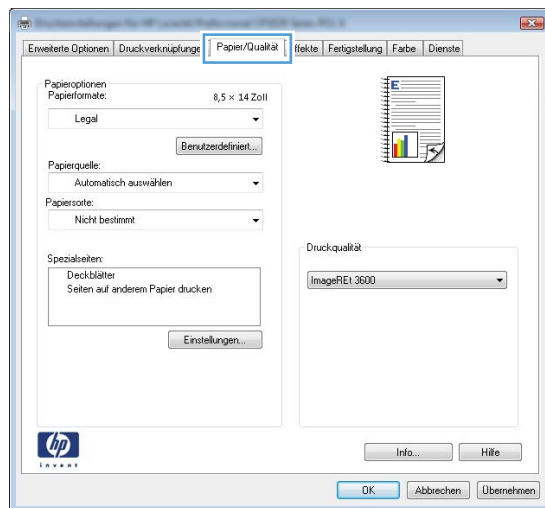 Erweiterte Optionen Druckverknüpfunge Papier/Qualität ffekte Fertigstellung Farbe Dienste
Papieroptionen
Papierformate: 8,5 × 14 Zoll
Legal
Benutzerdefiniert...
Papierquelle:
Automatisch auswählen
Papiersorte:
Nicht bestimmt
Spezialseiten:
Deckblätter
Seiten auf anderem Papier drucken
Einstellungen...
E
Druckqualität
ImageREt 3600
hp
invent
Info... Hilfe
OK Abbrechen Übernehmen